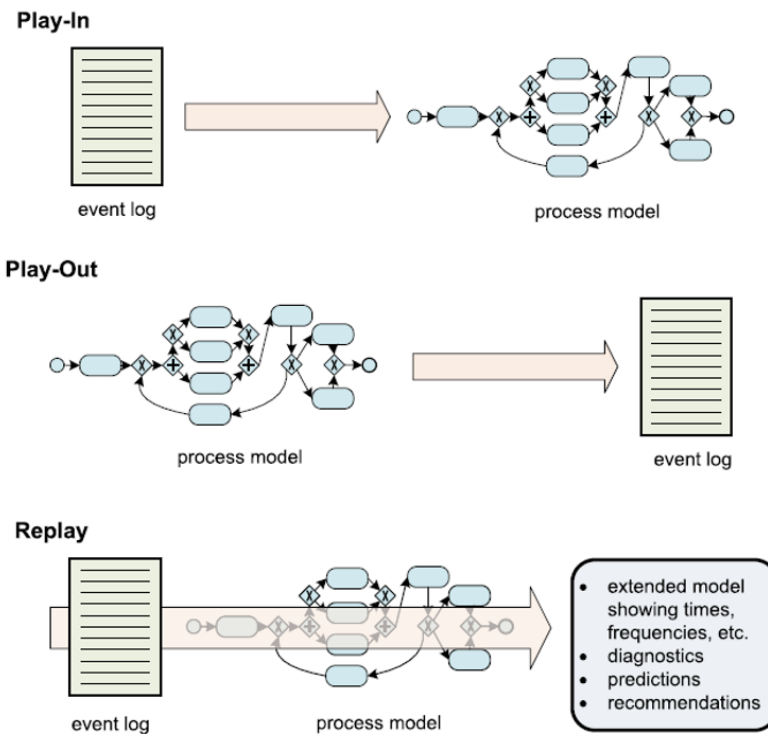 Play-In
event log
process model
Play-Out
process model
event log
Replay
event log
process model
• extended model
showing times,
frequencies, etc.
• diagnostics
• predictions
• recommendations